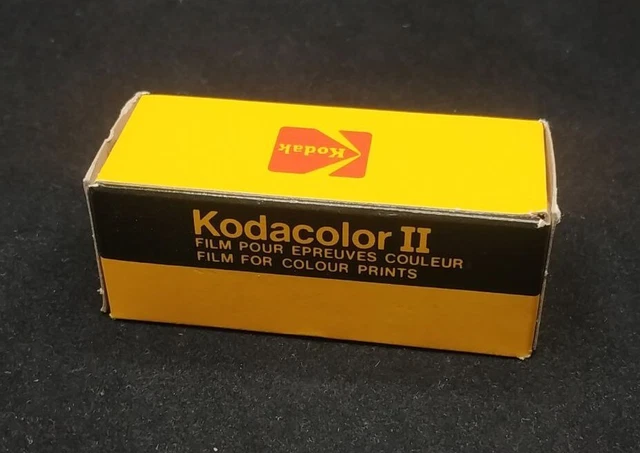 Kodak
Kodacolor II
FILM POUR EPREUVES COULEUR
FILM FOR COLOUR PRINTS